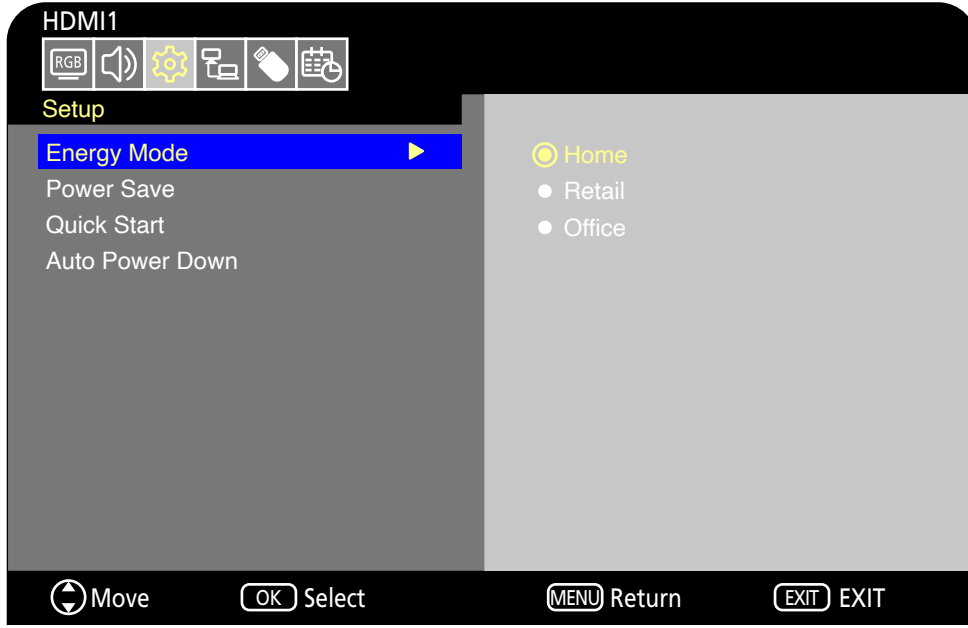 HDMI1
RGB
Setup
Energy Mode
Power Save
Quick Start
Auto Power Down
Home
Retail
Office
Move OK Select MENU Return EXIT EXIT